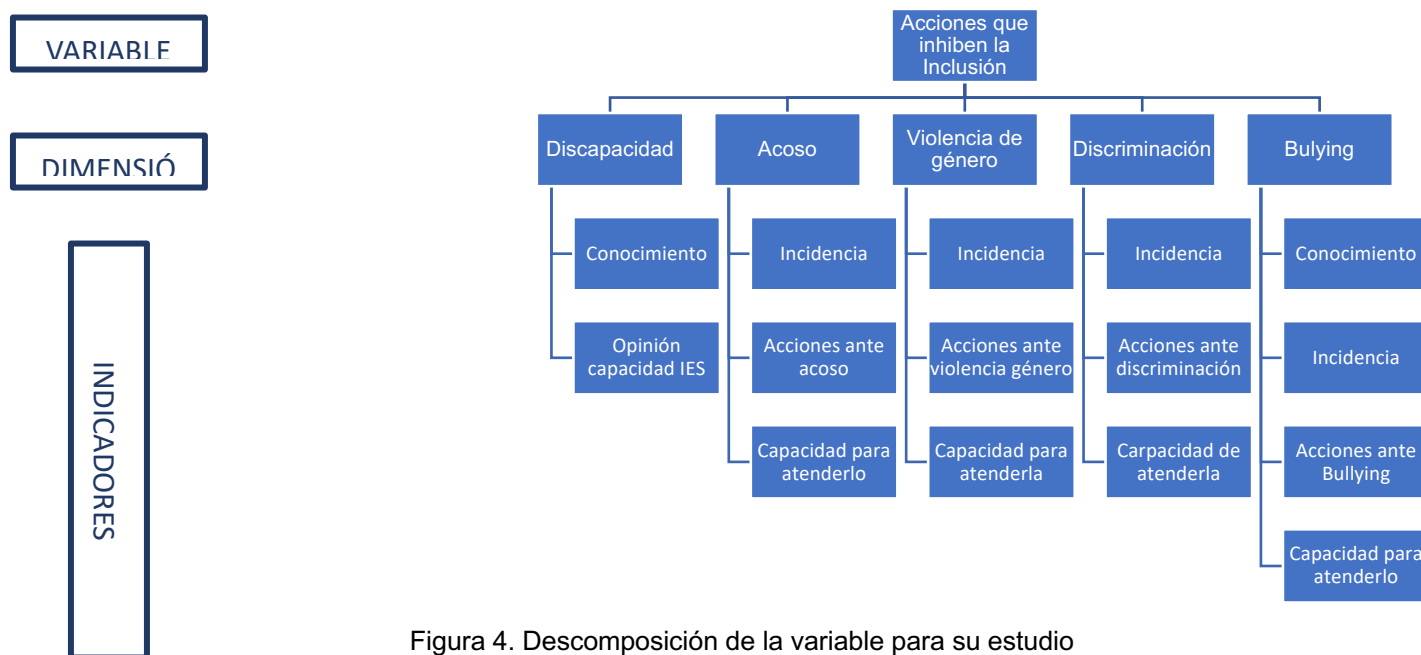 VARIABLE
Acciones que
inhiben la
Inclusión
DIMENSIÓ
Discapacidad
Acoso
Violencia de
género
Discriminación
Bulying
INDICADORES
Conocimiento
Incidencia
Incidencia
Incidencia
Conocimiento
Opinión
capacidad IES
Acciones ante
acoso
Acciones ante
violencia género
Acciones ante
discriminación
Incidencia
Capacidad para
atenderlo
Capacidad para
atenderla
Carpacidad de
atenderla
Acciones ante
Bullying
Capacidad para
atenderlo
Figura 4. Descomposición de la variable para su estudio